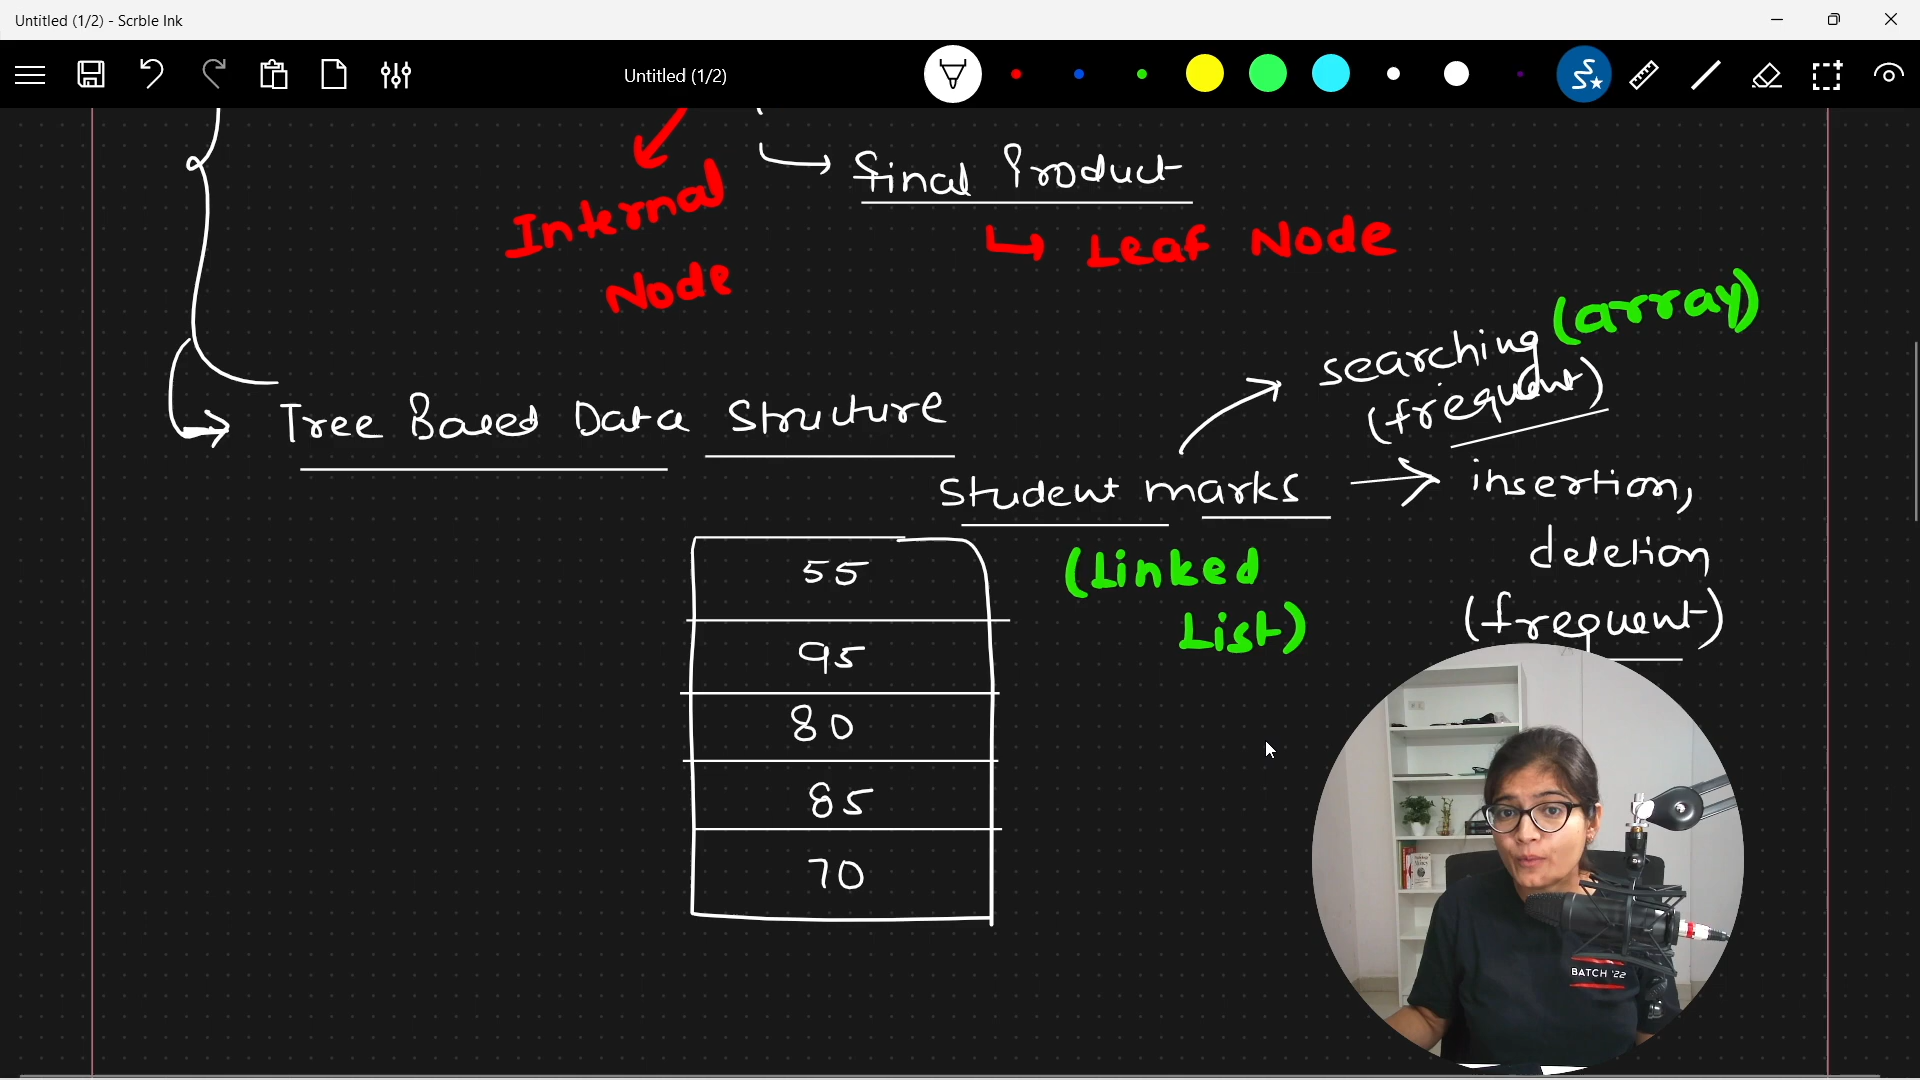 Untitled (1/2) - Scrble Ink
Untitled (1/2)
Final Product
Internal
Node
Leaf Node
searching (array)
(frequent)
Tree Based Data Structure
Student marks
insertion,
deletion
(frequent)
(Linked
List)
55
95
80
85
70
BATCH '22